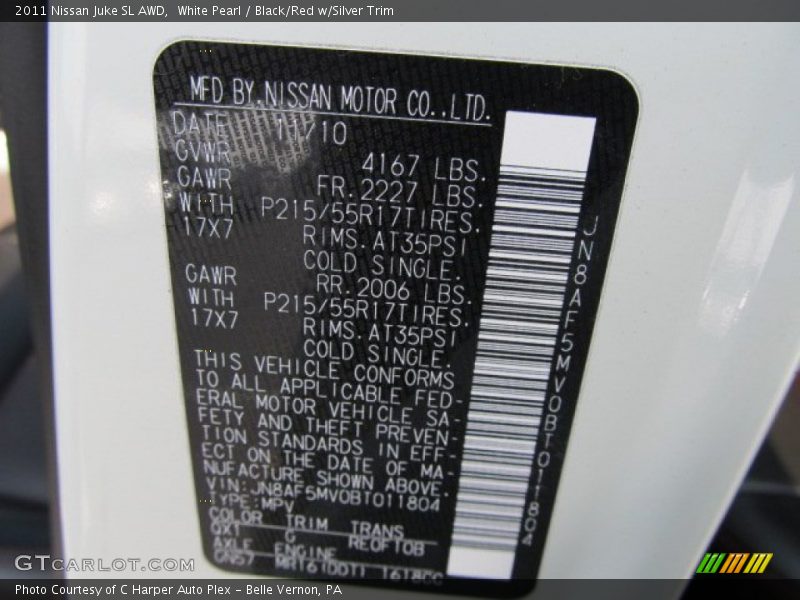 2011 Nissan Juke SL AWD, White Pearl / Black/Red w/Silver Trim
MFD BY.NISSAN MOTOR CO.,LTD.
DATE 11/10
GVWR 4167 LBS.
GAWR FR.2227 LBS.
WITH P215/55R17TIRES.
17X7 RIMS.AT35PSI
COLD SINGLE.
GAWR RR.2006 LBS.
WITH P215/55R17TIRES.
17X7 RIMS.AT35PSI
COLD SINGLE.
THIS VEHICLE CONFORMS
TO ALL APPLICABLE FED-
ERAL MOTOR VEHICLE SA-
FETY AND THEFT PREVEN-
TION STANDARDS IN EFF-
ECT ON THE DATE OF MA-
NUFACTURE SHOWN ABOVE.
VIN:JN8AF5MV0BT011804
TYPE:MPV
COLOR TRIM TRANS
QX1 G RE0F10B
AXLE ENGINE
1618CC
JN8AF5MV0BT011804
GTCARLOT.COM
Photo Courtesy of C Harper Auto Plex - Belle Vernon, PA